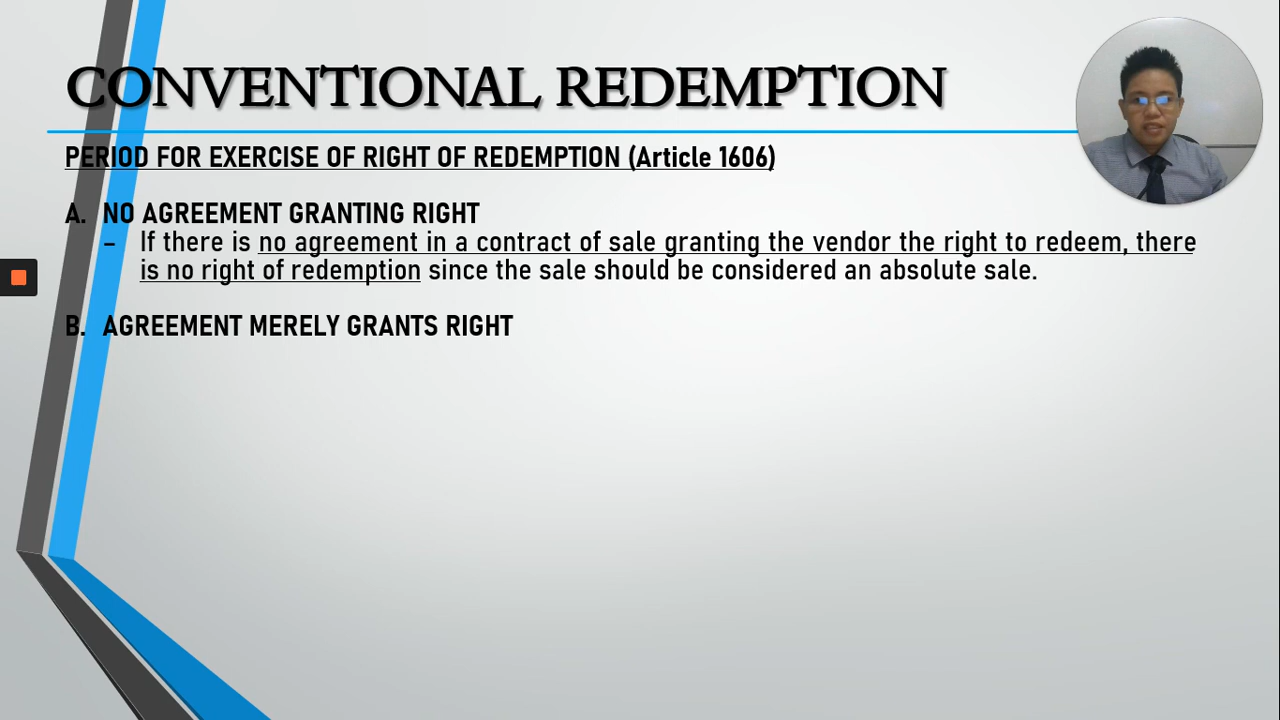 CONVENTIONAL REDEMPTION
PERIOD FOR EXERCISE OF RIGHT OF REDEMPTION (Article 1606)
A. NO AGREEMENT GRANTING RIGHT
– If there is no agreement in a contract of sale granting the vendor the right to redeem, there
is no right of redemption since the sale should be considered an absolute sale.
B. AGREEMENT MERELY GRANTS RIGHT